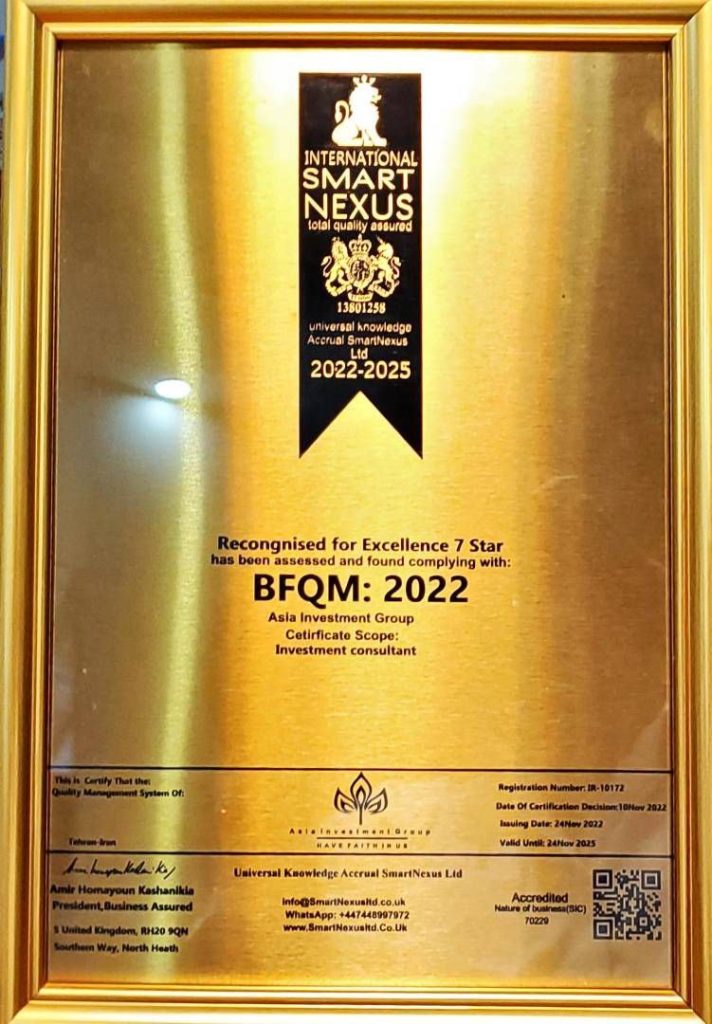 INTERNATIONAL
SMART
NEXUS
total quality assured
13801258
universal knowledge
Accrual SmartNexus
Ltd
2022-2025
Recongnised for Excellence 7 Star
has been assessed and found complying with:
BFQM: 2022
Asia Investment Group
Cetirficate Scope:
Investment consultant
This is Certify That the:
Quality Management System Of:
Tehran-Iran
Asia Investment Group
HAVE FAITH IN US
Registration Number: IR-10172
Date Of Certification Decision:10Nov 2022
Issuing Date: 24Nov 2022
Valid Until: 24Nov 2025
Amir Homayoun Kashanikia
President,Business Assured
5 United Kingdom, RH20 9QN
Southern Way, North Heath
Universal Knowledge Accrual SmartNexus Ltd
info@SmartNexusltd.co.uk
WhatsApp: +447448997972
www.SmartNexusltd.Co.Uk
Accredited
Nature of business(SIC)
70229